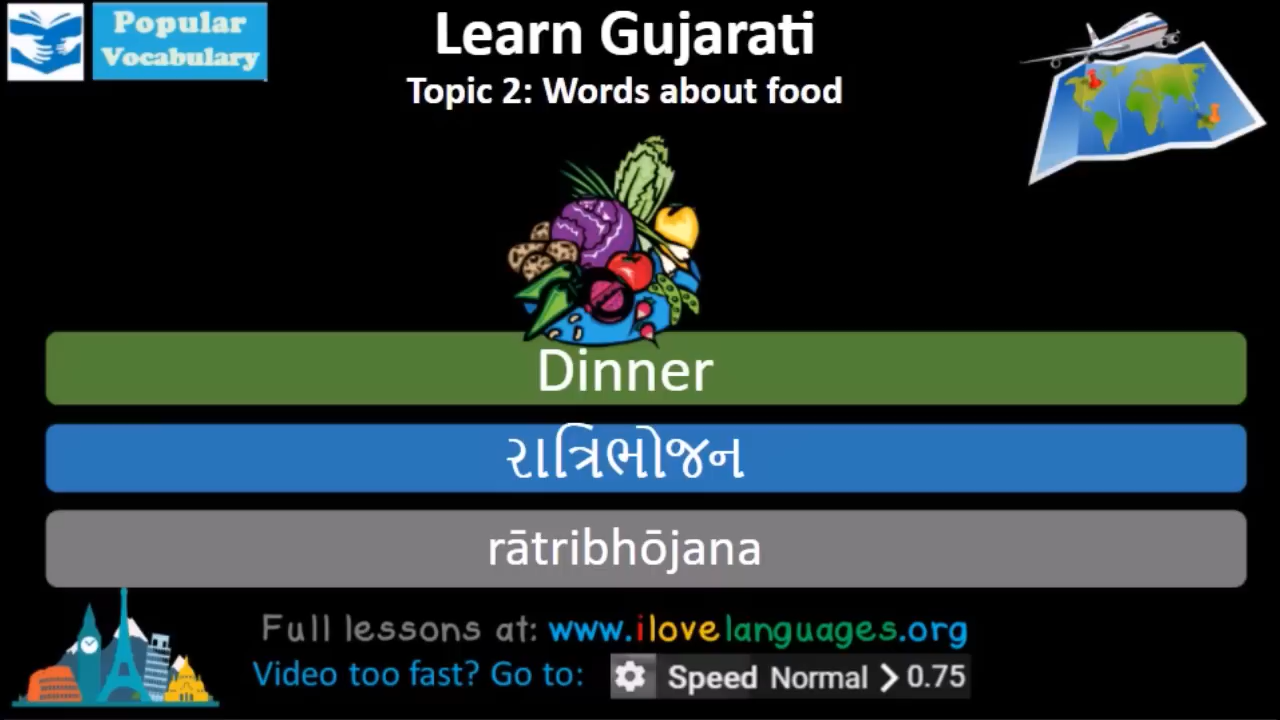 Popular
Vocabulary
Learn Gujarati
Topic 2: Words about food
Dinner
રાત્રિભોજન
rātribhōjana
Full lessons at: www.ilovelanguages.org
Video too fast? Go to: Speed Normal > 0.75